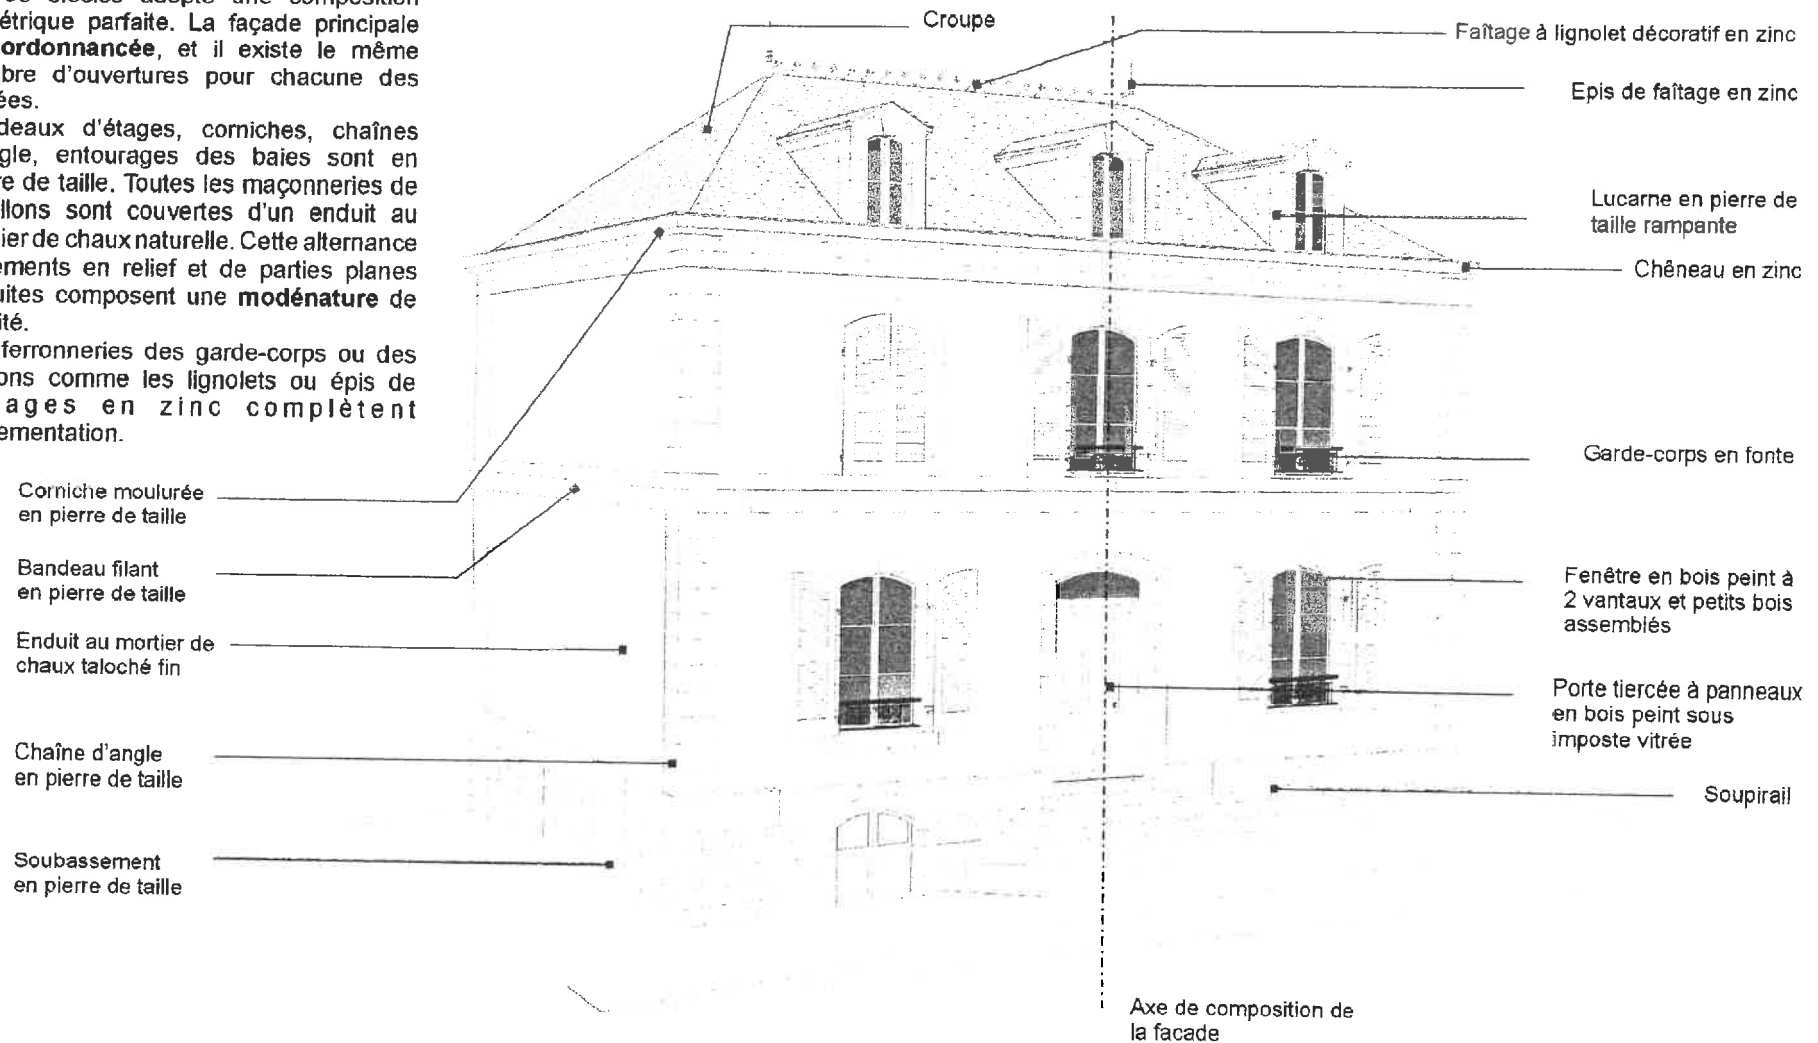 siècles adopte une composition
étrique parfaite. La façade principale
ordonnancée, et il existe le même
bre d'ouvertures pour chacune des
ées.
deaux d'étages, corniches, chaînes
gle, entourages des baies sont en
re de taille. Toutes les maçonneries de
llons sont couvertes d'un enduit au
ier de chaux naturelle. Cette alternance
ements en relief et de parties planes
uites composent une modénature de
ité.
ferronneries des garde-corps ou des
ons comme les lignolets ou épis de
ages en zinc complètent
ementation.
Corniche moulurée
en pierre de taille
Bandeau filant
en pierre de taille
Enduit au mortier de
chaux taloché fin
Chaîne d'angle
en pierre de taille
Soubassement
en pierre de taille
Croupe
Faîtage à lignolet décoratif en zinc
Epis de faîtage en zinc
Lucarne en pierre de
taille rampante
Chêneau en zinc
Garde-corps en fonte
Fenêtre en bois peint à
2 vantaux et petits bois
assemblés
Porte tiercée à panneaux
en bois peint sous
imposte vitrée
Soupirail
Axe de composition de
la facade